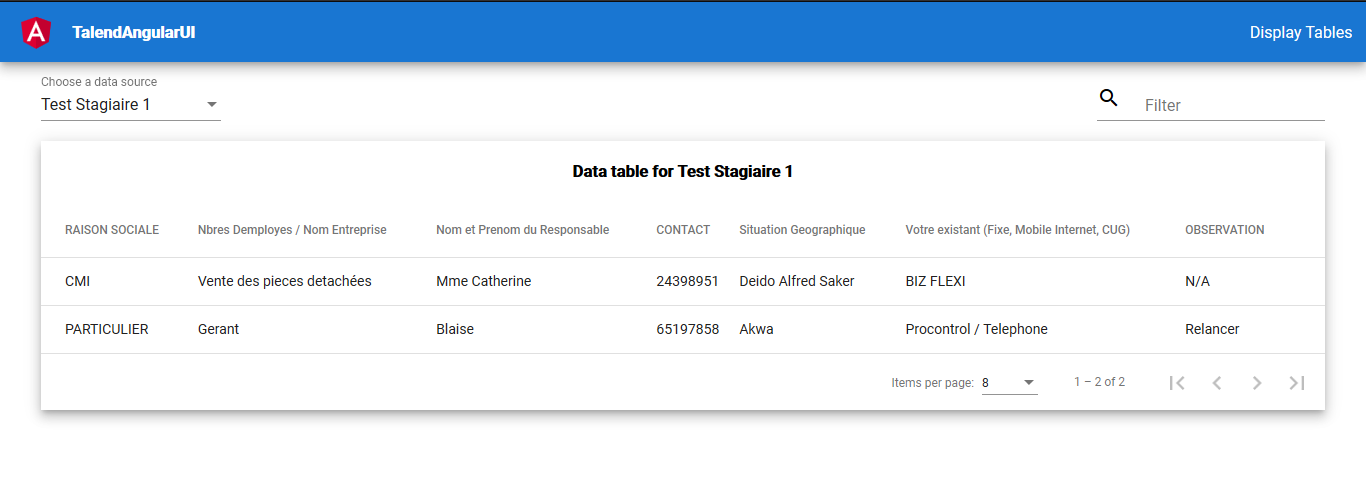 TalendAngularUI Display Tables
Choose a data source
Test Stagiaire 1
Filter
Data table for Test Stagiaire 1
RAISON SOCIALE Nbres Demployes / Nom Entreprise Nom et Prenom du Responsable CONTACT Situation Geographique Votre existant (Fixe, Mobile Internet, CUG) OBSERVATION
CMI Vente des pieces detachées Mme Catherine 24398951 Deido Alfred Saker BIZ FLEXI N/A
PARTICULIER Gerant Blaise 65197858 Akwa Procontrol / Telephone Relancer
Items per page: 8 1 – 2 of 2